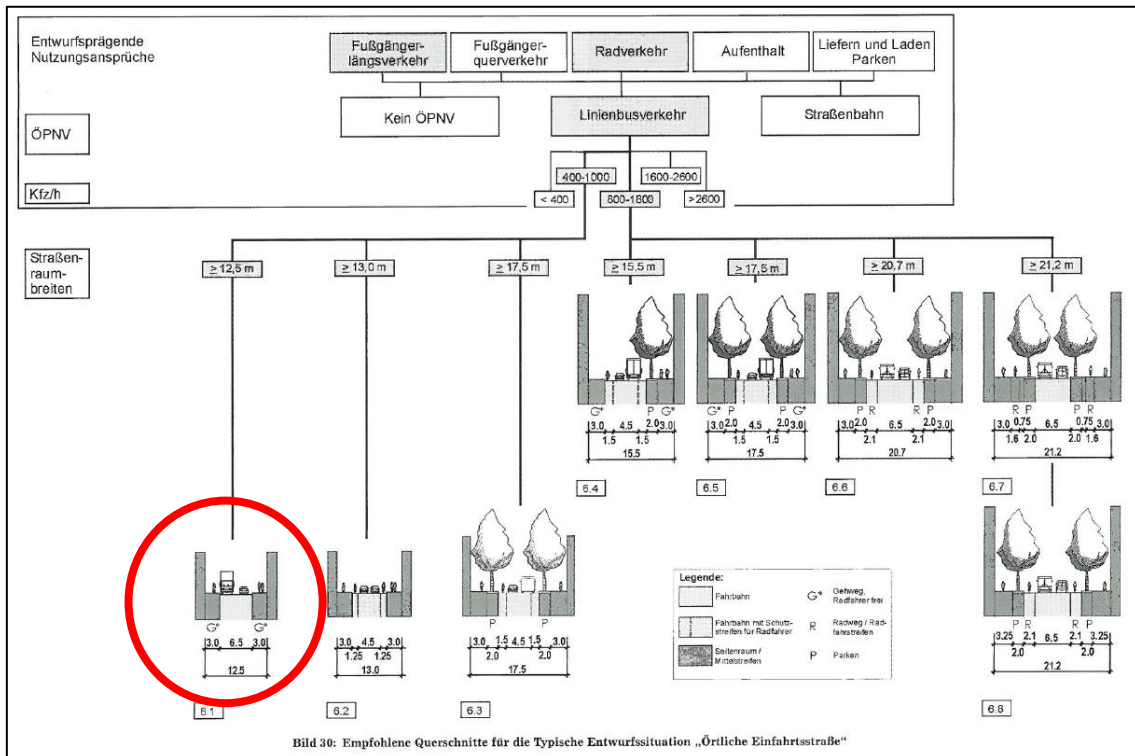 Entwurfsprägende
Nutzungsansprüche
Fußgänger-
längsverkehr
Fußgänger-
querverkehr
Radverkehr
Aufenthalt
Liefern und Laden
Parken
ÖPNV
Kein ÖPNV
Linienbusverkehr
Straßenbahn
Kfz/h
< 400
400-1000
800-1800
1600-2600
>2600
Straßen-
raum-
breiten
≥ 12,5 m
≥ 13,0 m
≥ 17,5 m
≥ 15,5 m
≥ 17,5 m
≥ 20,7 m
≥ 21,2 m
G* P G*
3.0 4.5 2.0 3.0
1.5 1.5
15.5
6.4
G* P P G*
3.0 2.0 4.5 2.0 3.0
1.5 1.5
17.5
6.5
P R R P
3.0 2.0 6.5 2.0 3.0
2.1 2.1
20.7
6.6
R P P R
3.0 0.75 6.5 0.75 3.0
1.6 2.0 2.0 1.6
21.2
6.7
G* G*
3.0 6.5 3.0
12.5
6.1
3.0 4.5 3.0
1.25 1.25
13.0
6.2
P P
3.0 1.5 4.5 1.5 3.0
2.0 2.0
17.5
6.3
Legende:
Fahrbahn
Fahrbahn mit Schutz-
streifen für Radfahrer
Seitenraum /
Mittelstreifen
G* Gehweg,
Radfahrer frei
R Radweg / Rad-
fahrstreifen
P Parken
P R R P
3.25 2.1 6.5 2.1 3.25
2.0 2.0
21.2
6.8
Bild 30: Empfohlene Querschnitte für die Typische Entwurfssituation „Örtliche Einfahrtsstraße“